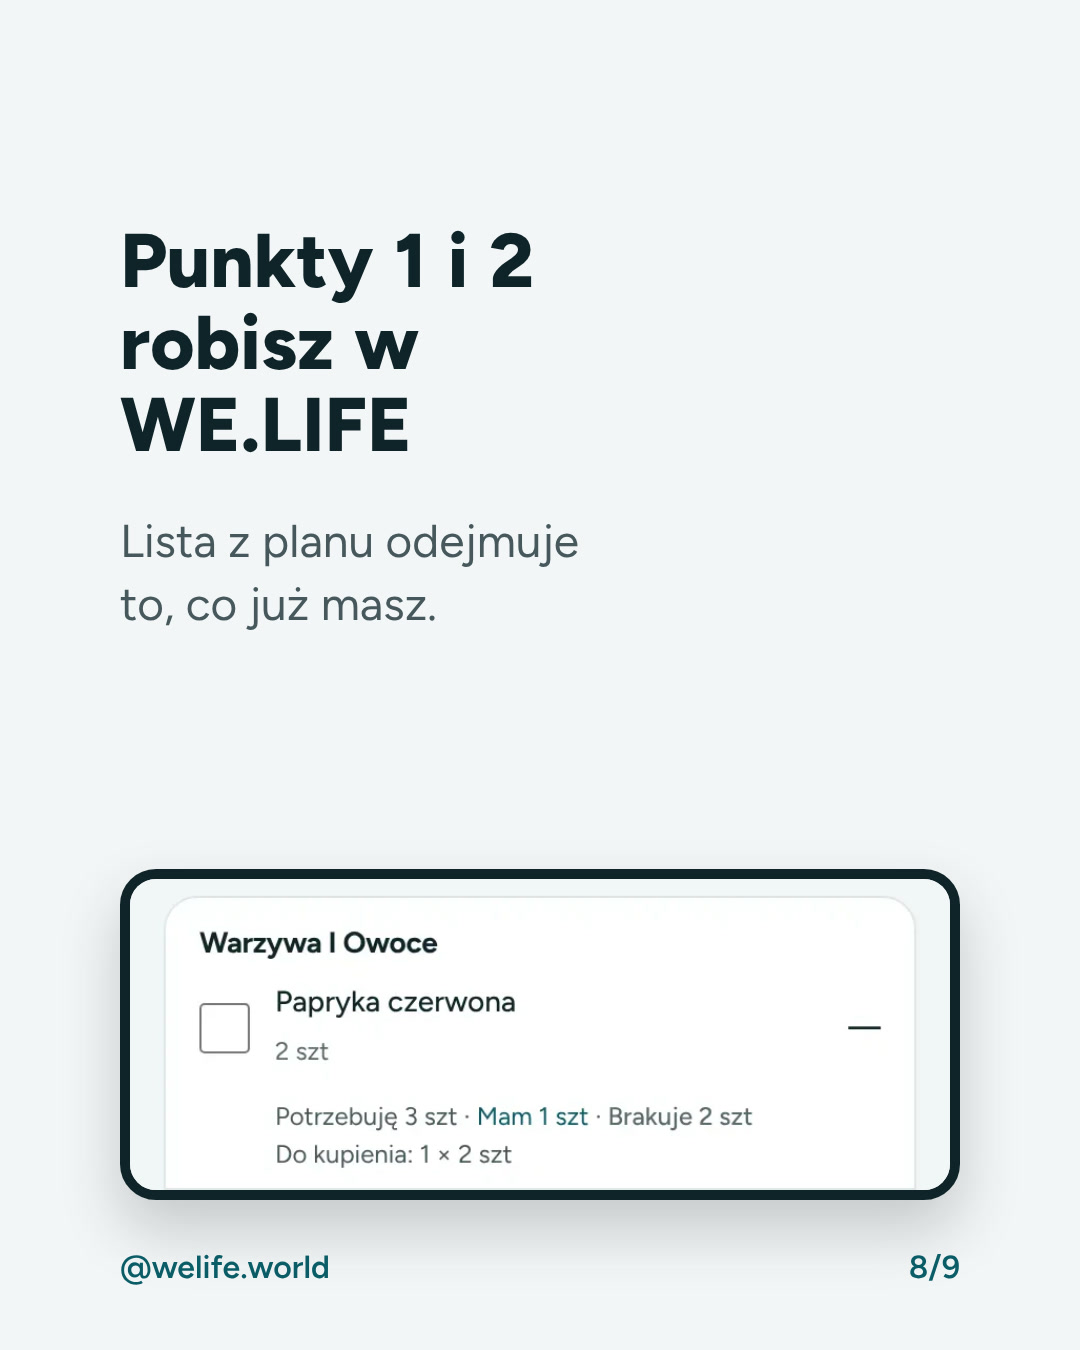 Punkty 1 i 2
robisz w
WE.LIFE
Lista z planu odejmuje
to, co już masz.
Warzywa I Owoce
Papryka czerwona
—
2 szt
Potrzebuję 3 szt · Mam 1 szt · Brakuje 2 szt
Do kupienia: 1 × 2 szt
@welife.world
8/9